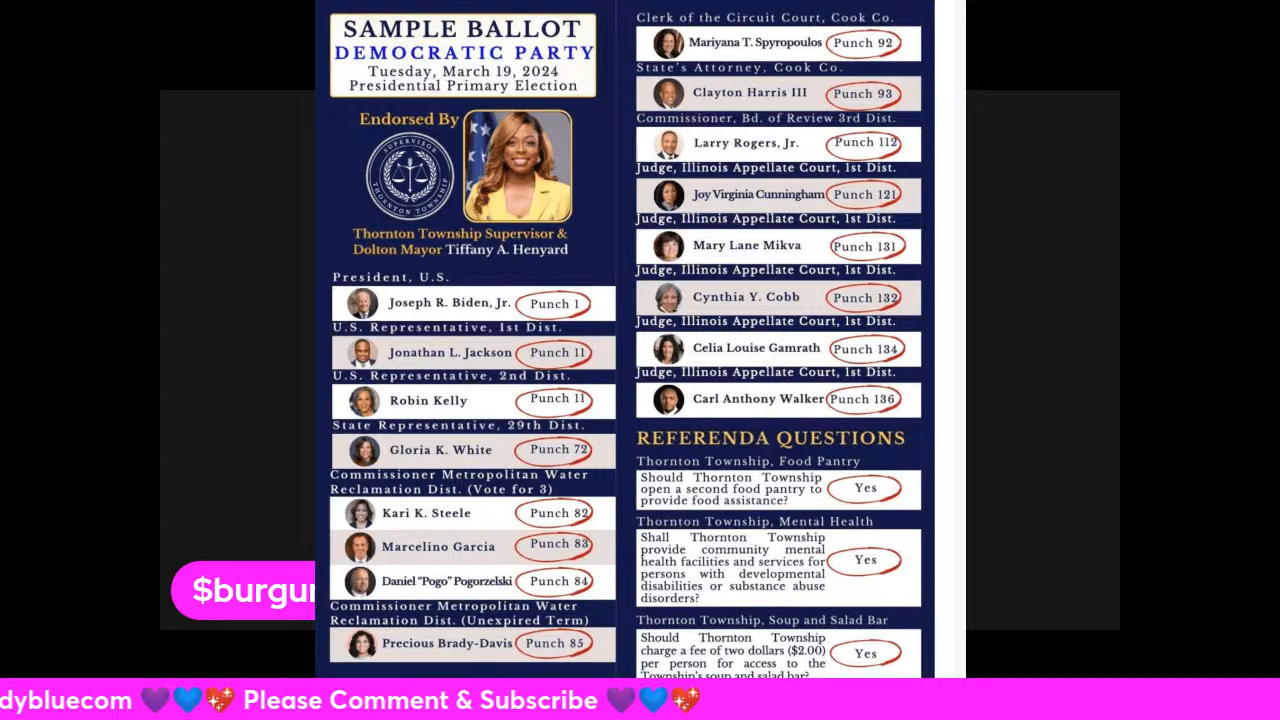 SAMPLE BALLOT
DEMOCRATIC PARTY
Tuesday, March 19, 2024
Presidential Primary Election
Endorsed By
SUPERVISOR
THORNTON TOWNSHIP
Thornton Township Supervisor &
Dolton Mayor Tiffany A. Henyard
President, U.S.
Joseph R. Biden, Jr. Punch 1
U.S. Representative, 1st Dist.
Jonathan L. Jackson Punch 11
U.S. Representative, 2nd Dist.
Robin Kelly Punch 11
State Representative, 29th Dist.
Gloria K. White Punch 72
Commissioner Metropolitan Water
Reclamation Dist. (Vote for 3)
Kari K. Steele Punch 82
Marcelino Garcia Punch 83
Daniel “Pogo” Pogorzelski Punch 84
Commissioner Metropolitan Water
Reclamation Dist. (Unexpired Term)
Precious Brady-Davis Punch 85
Clerk of the Circuit Court, Cook Co.
Mariyana T. Spyropoulos Punch 92
State's Attorney, Cook Co.
Clayton Harris III Punch 93
Commissioner, Bd. of Review 3rd Dist.
Larry Rogers, Jr. Punch 112
Judge, Illinois Appellate Court, 1st Dist.
Joy Virginia Cunningham Punch 121
Judge, Illinois Appellate Court, 1st Dist.
Mary Lane Mikva Punch 131
Judge, Illinois Appellate Court, 1st Dist.
Cynthia Y. Cobb Punch 132
Judge, Illinois Appellate Court, 1st Dist.
Celia Louise Gamrath Punch 134
Judge, Illinois Appellate Court, 1st Dist.
Carl Anthony Walker Punch 136
REFERENDA QUESTIONS
Thornton Township, Food Pantry
Should Thornton Township
open a second food pantry to
provide food assistance?
Yes
Thornton Township, Mental Health
Shall Thornton Township
provide community mental
health facilities and services for
persons with developmental
disabilities or substance abuse
disorders?
Yes
Thornton Township, Soup and Salad Bar
Should Thornton Township
charge a fee of two dollars ($2.00)
per person for access to the
Township's soup and salad bar?
Yes
$burgur
dybluecom 💜💙💖 Please Comment & Subscribe 💜💙💖